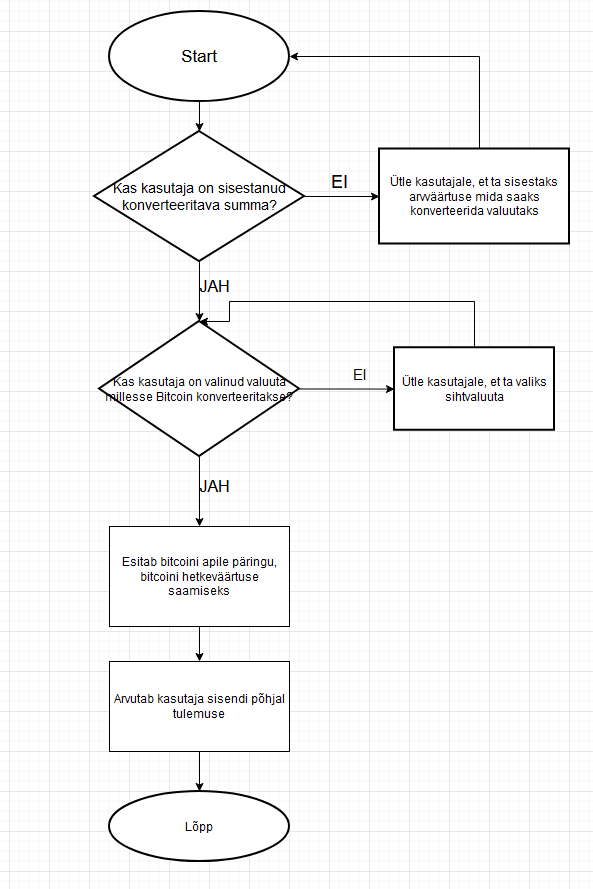 Start
Kas kasutaja on sisestanud
konverteeritava summa?
EI
Ütle kasutajale, et ta sisestaks
arvväärtuse mida saaks
konverteerida valuutaks
JAH
Kas kasutaja on valinud valuuta
millesse Bitcoin konverteeritakse?
EI
Ütle kasutajale, et ta valiks
sihtvaluuta
JAH
Esitab bitcoini apile päringu,
bitcoini hetkeväärtuse
saamiseks
Arvutab kasutaja sisendi põhjal
tulemuse
Lõpp